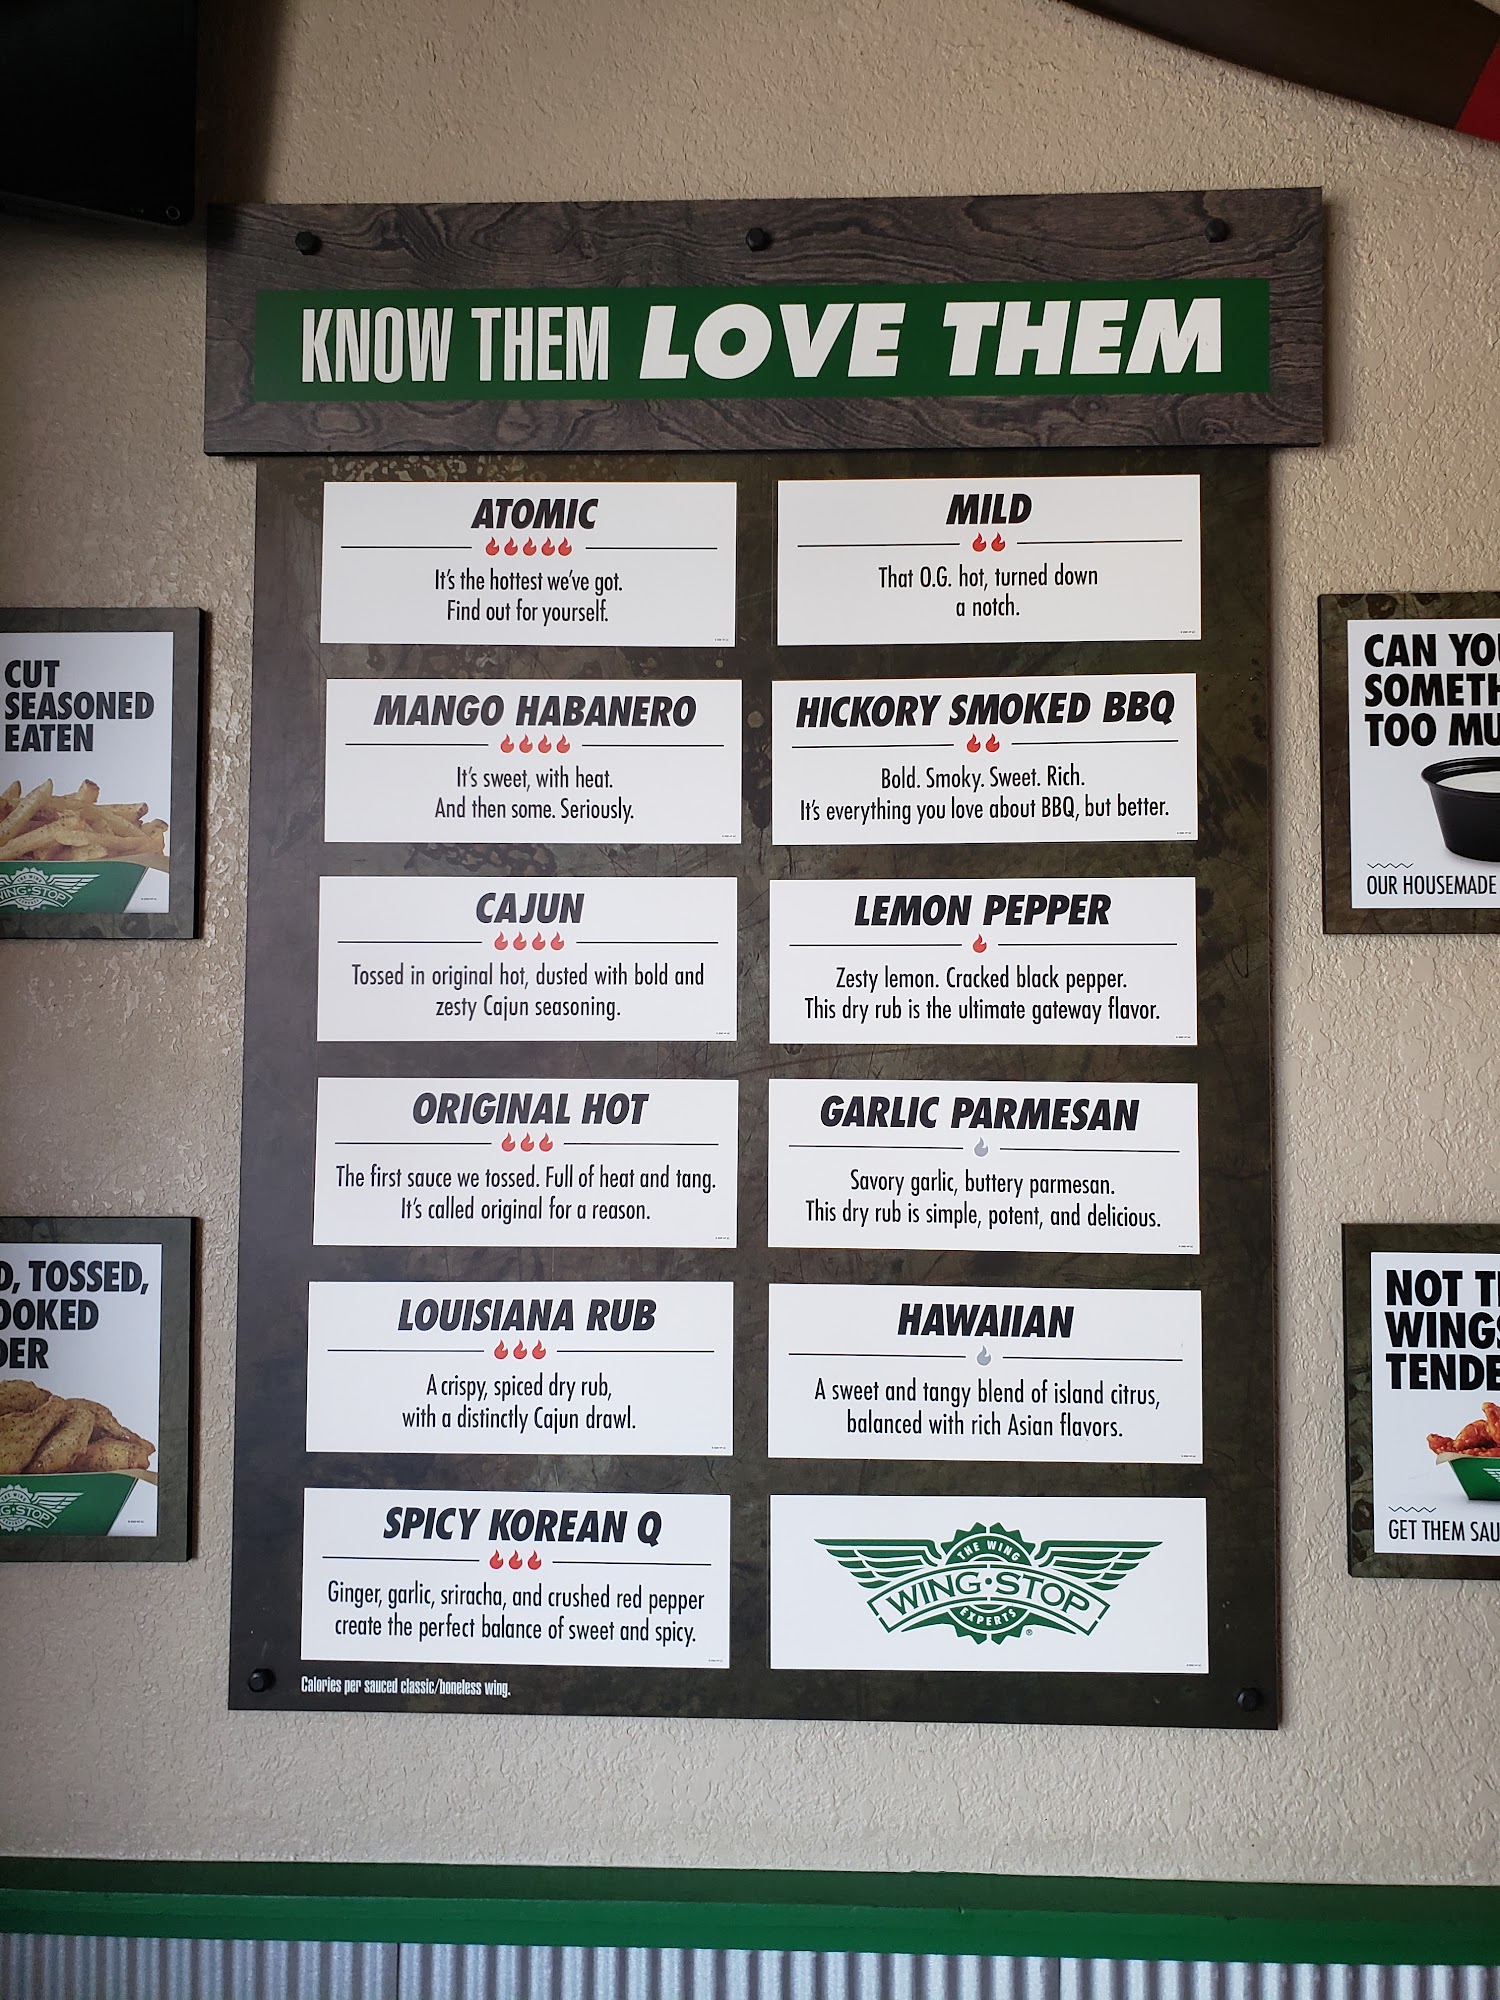 KNOW THEM LOVE THEM
ATOMIC
It's the hottest we've got.
Find out for yourself.
MANGO HABANERO
It's sweet, with heat.
And then some. Seriously.
CAJUN
Tossed in original hot, dusted with bold and
zesty Cajun seasoning.
ORIGINAL HOT
The first sauce we tossed. Full of heat and tang.
It's called original for a reason.
LOUISIANA RUB
A crispy, spiced dry rub,
with a distinctly Cajun drawl.
SPICY KOREAN Q
Ginger, garlic, sriracha, and crushed red pepper
create the perfect balance of sweet and spicy.
Calories per sauced classic/boneless wing.
MILD
That O.G. hot, turned down
a notch.
HICKORY SMOKED BBQ
Bold. Smoky. Sweet. Rich.
It's everything you love about BBQ, but better.
LEMON PEPPER
Zesty lemon. Cracked black pepper.
This dry rub is the ultimate gateway flavor.
GARLIC PARMESAN
Savory garlic, buttery parmesan.
This dry rub is simple, potent, and delicious.
HAWAIIAN
A sweet and tangy blend of island citrus,
balanced with rich Asian flavors.
THE WING
WING·STOP
EXPERTS
®
CUT
SEASONED
EATEN
WING·STOP
D, TOSSED,
OOKED
DER
NG·STOP
CAN YOU
SOMETH
TOO MU
OUR HOUSEMADE
NOT T
WINGS
TENDE
GET THEM SAU